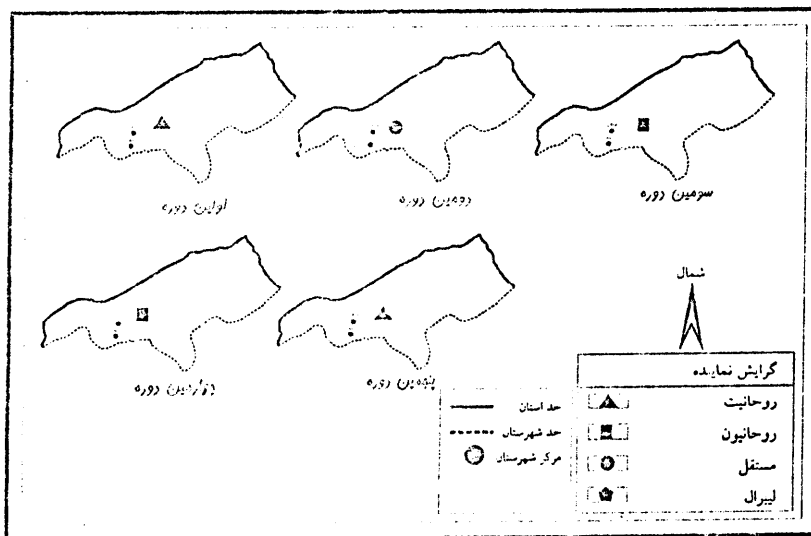 اولین دوره
دومین دوره
سومین دوره
چهارمین دوره
پنجمین دوره
شمال
گرایش نماینده
روحانیت
روحانیون
مستقل
لیبرال
حد استان
حد شهرستان
مرکز شهرستان